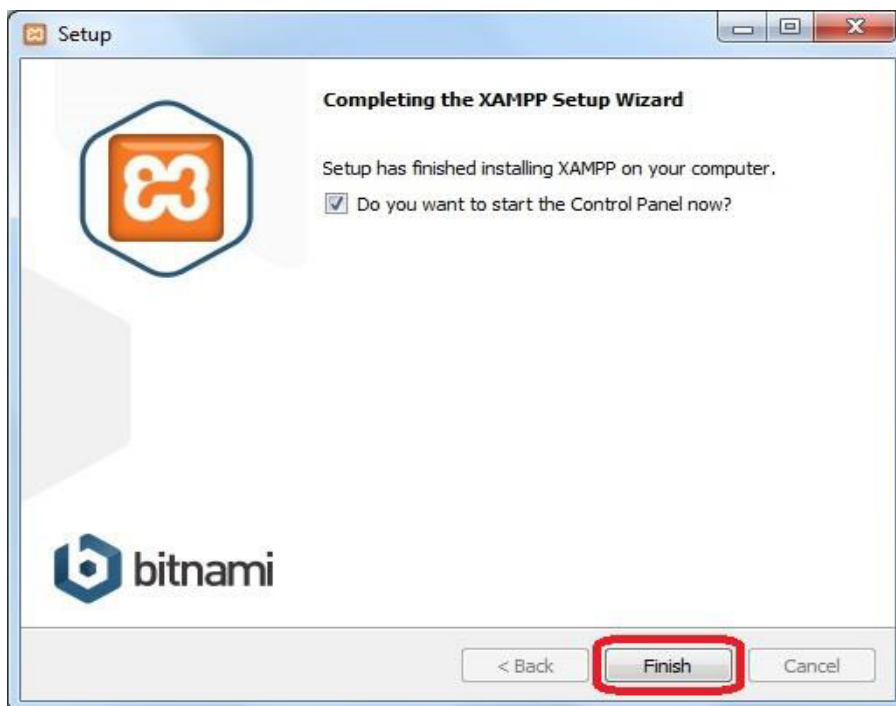 Setup
Completing the XAMPP Setup Wizard
Setup has finished installing XAMPP on your computer.
Do you want to start the Control Panel now?
bitnami
< Back
Finish
Cancel